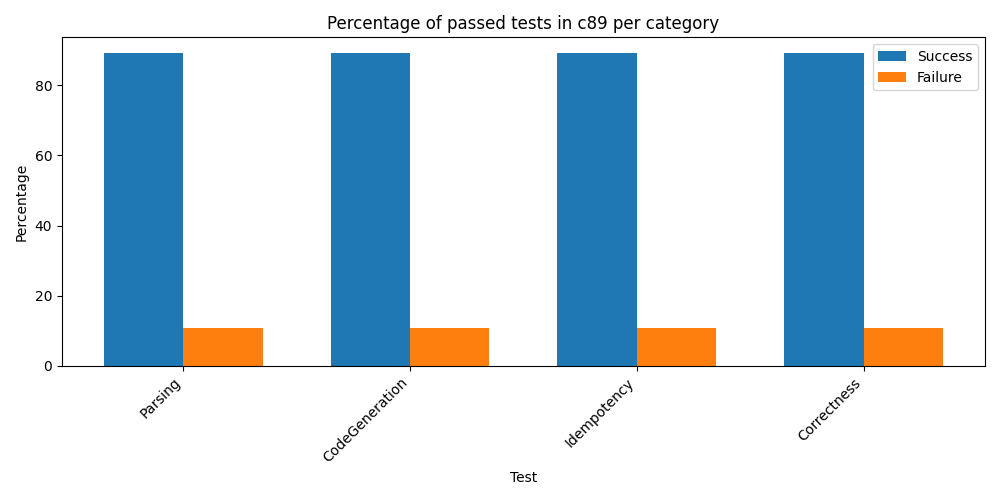 Percentage of passed tests in c89 per category
Success
Failure
Percentage
80
60
40
20
0
Parsing
CodeGeneration
Idempotency
Correctness
Test